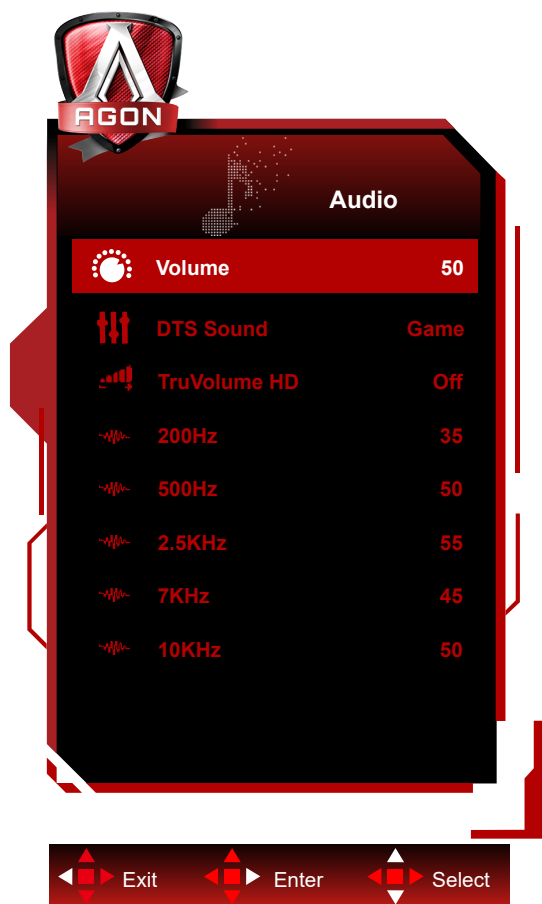 AGON
Audio
Volume 50
DTS Sound Game
TruVolume HD Off
200Hz 35
500Hz 50
2.5KHz 55
7KHz 45
10KHz 50
Exit Enter Select